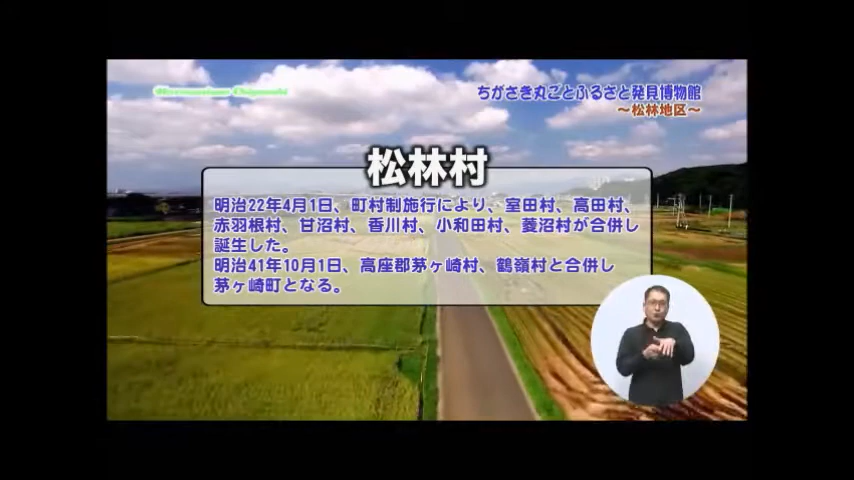 ちがさき丸ごとふるさと発見博物館
～松林地区～
松林村
明治22年4月1日、町村制施行により、室田村、高田村、
赤羽根村、甘沼村、香川村、小和田村、菱沼村が合併し
誕生した。
明治41年10月1日、高座郡茅ヶ崎村、鶴嶺村と合併し
茅ヶ崎町となる。